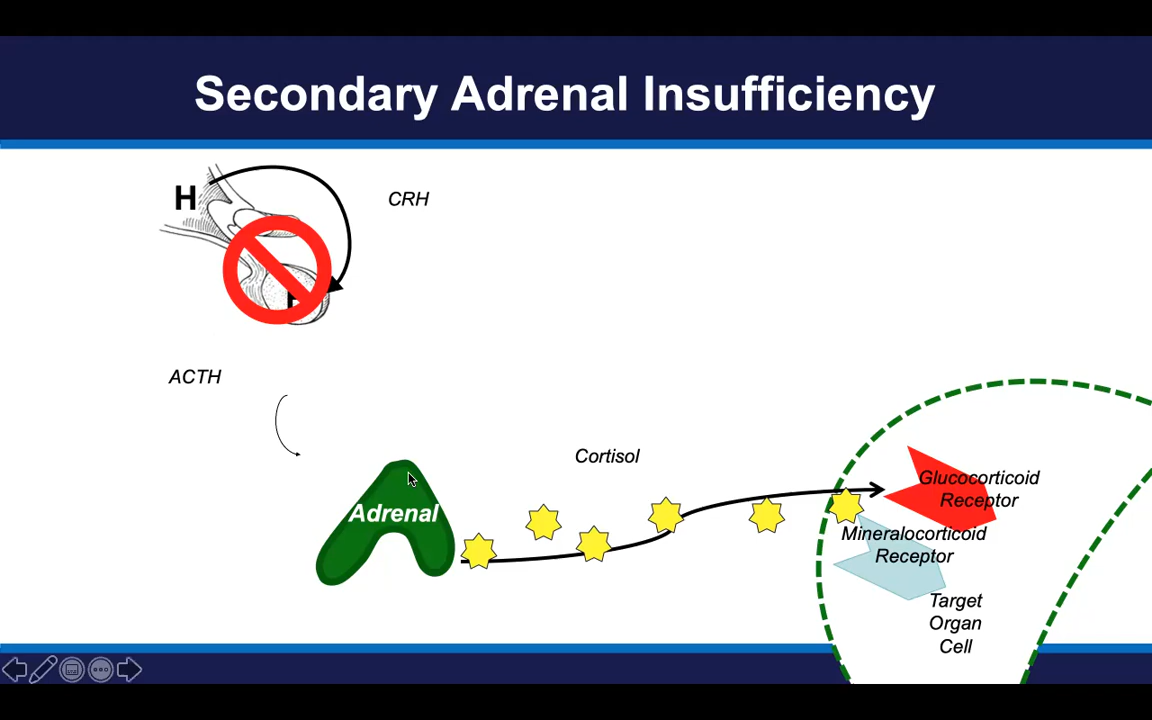 Secondary Adrenal Insufficiency
H
CRH
ACTH
Cortisol
Adrenal
Glucocorticoid
Receptor
Mineralocorticoid
Receptor
Target
Organ
Cell